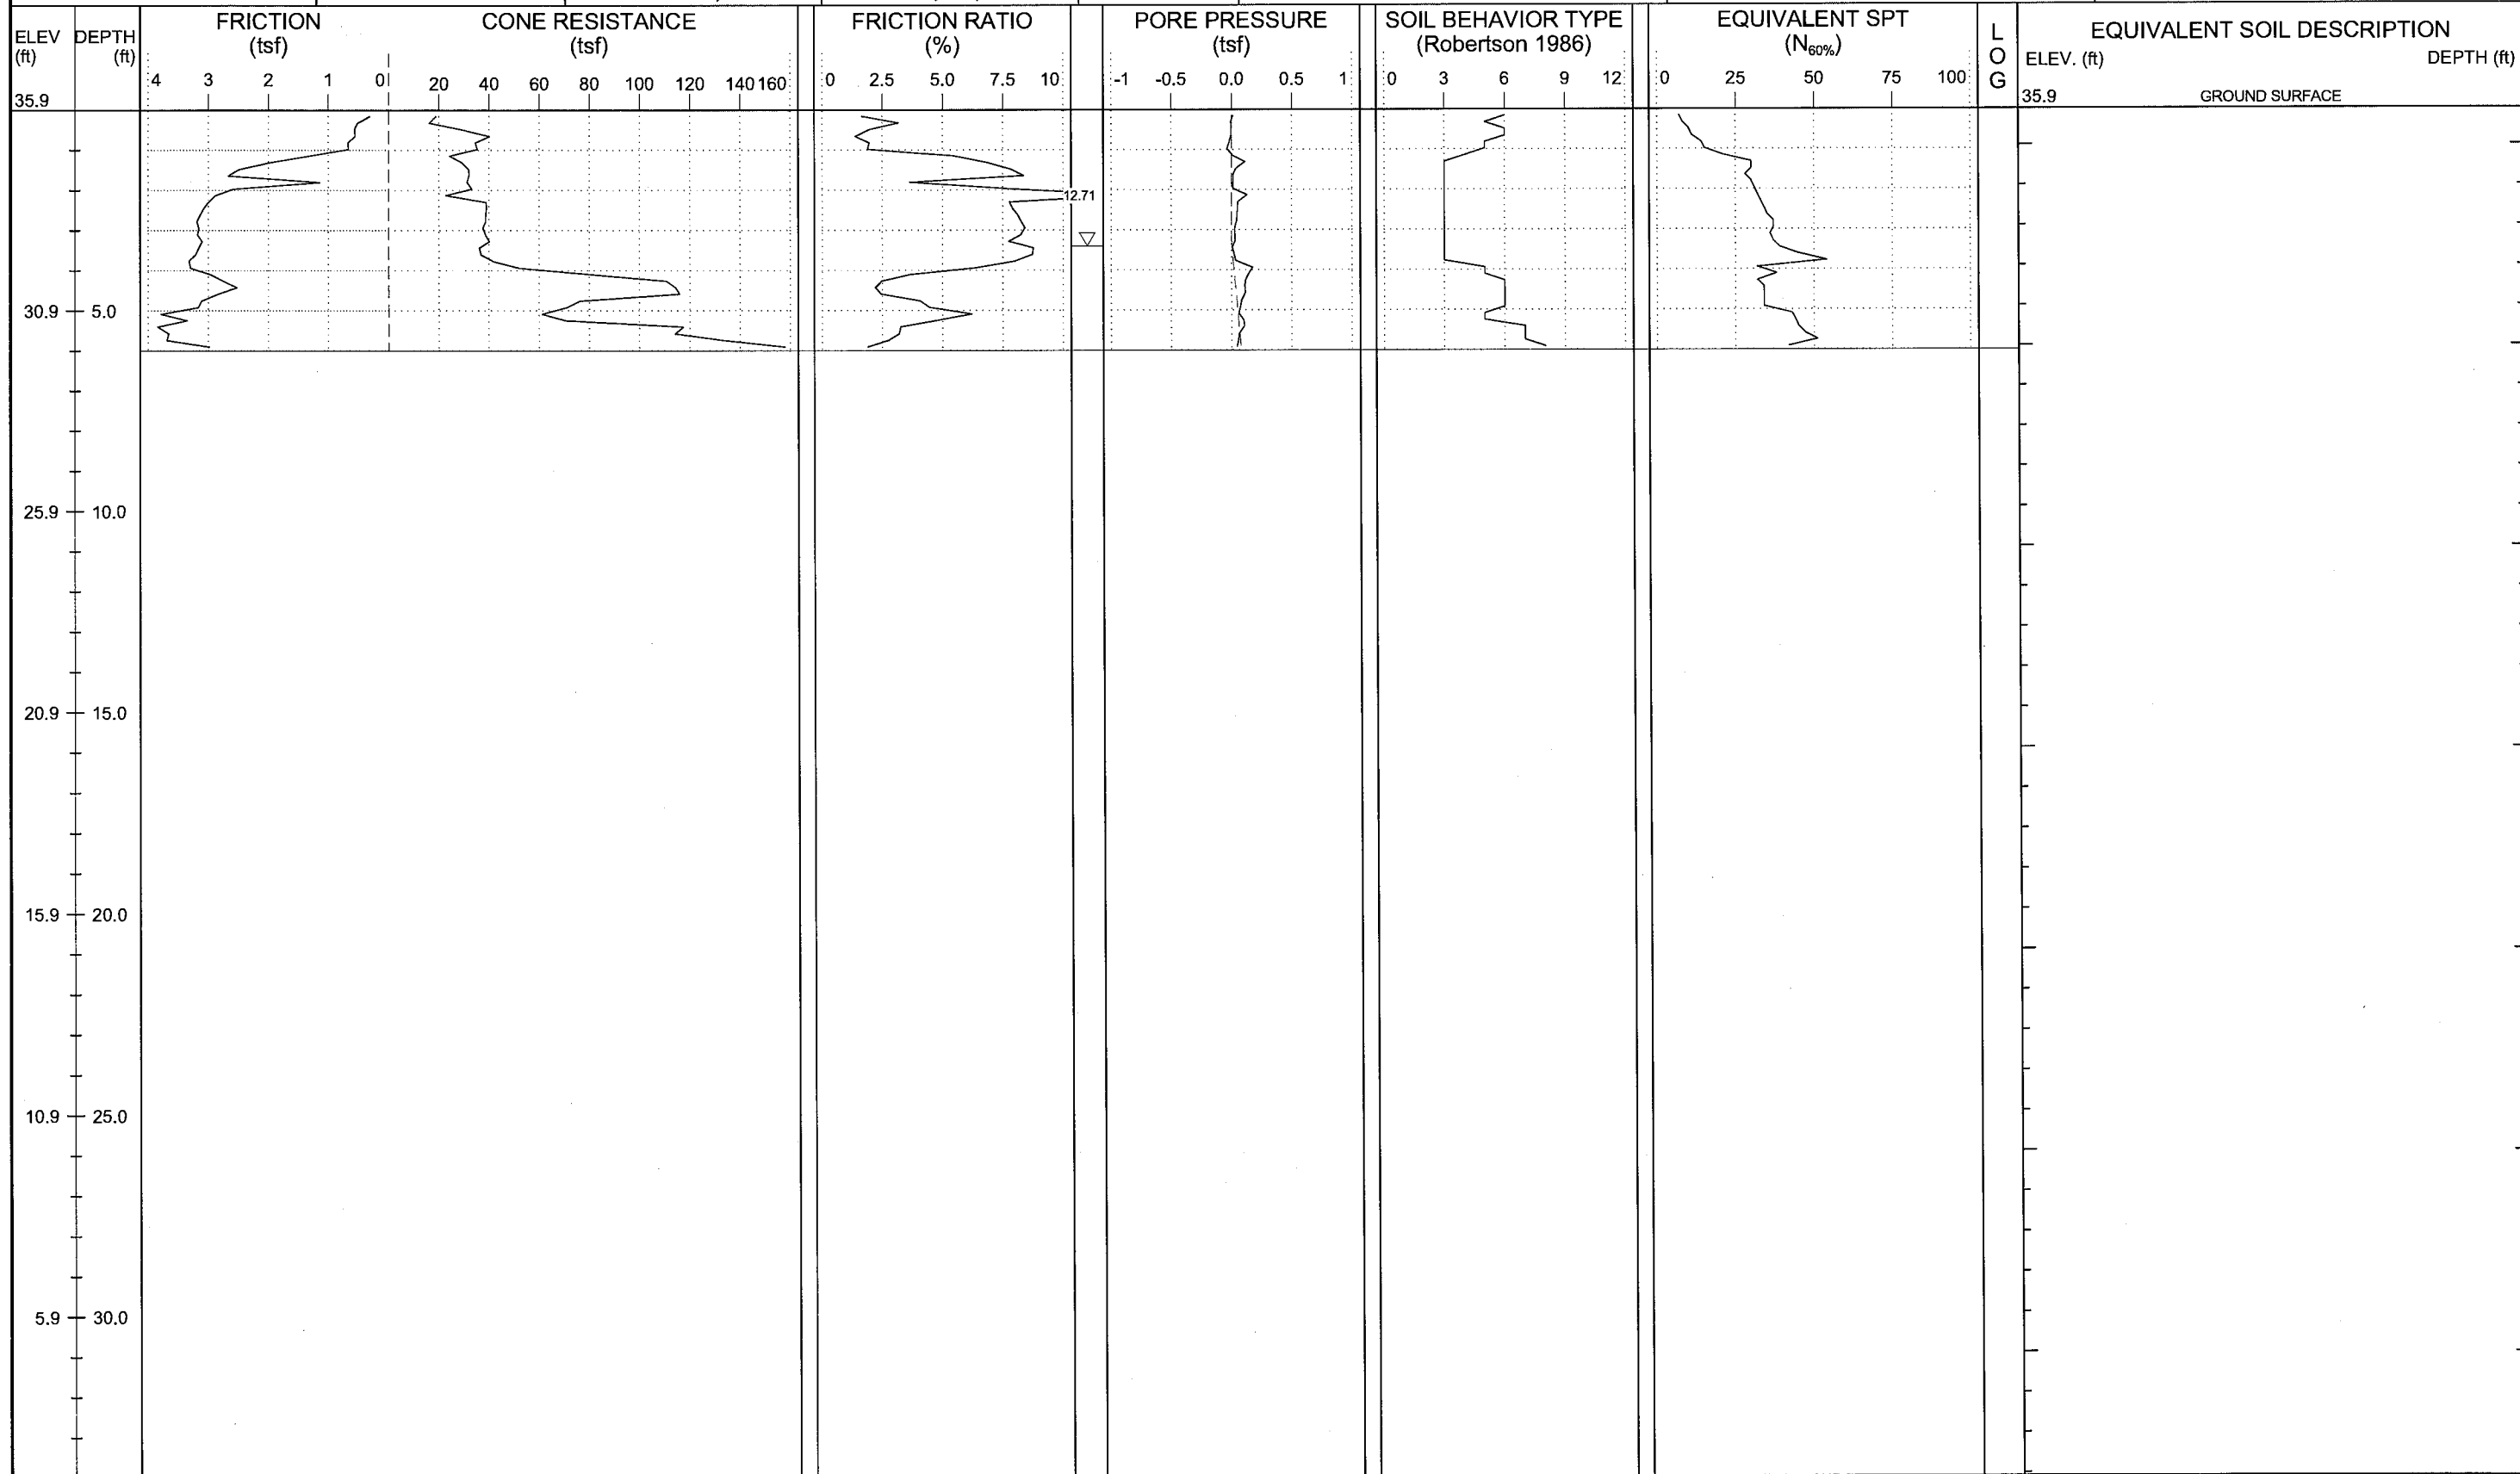 ELEV (ft)
DEPTH (ft)
FRICTION
(tsf)
CONE RESISTANCE
(tsf)
FRICTION RATIO
(%)
PORE PRESSURE
(tsf)
SOIL BEHAVIOR TYPE
(Robertson 1986)
EQUIVALENT SPT
(N60%)
LOG
EQUIVALENT SOIL DESCRIPTION
ELEV. (ft) DEPTH (ft)
4 3 2 1 0 20 40 60 80 100 120 140 160
0 2.5 5.0 7.5 10
-1 -0.5 0.0 0.5 1
0 3 6 9 12
0 25 50 75 100
35.9
35.9 GROUND SURFACE
12.71
30.9 5.0
25.9 10.0
20.9 15.0
15.9 20.0
10.9 25.0
5.9 30.0